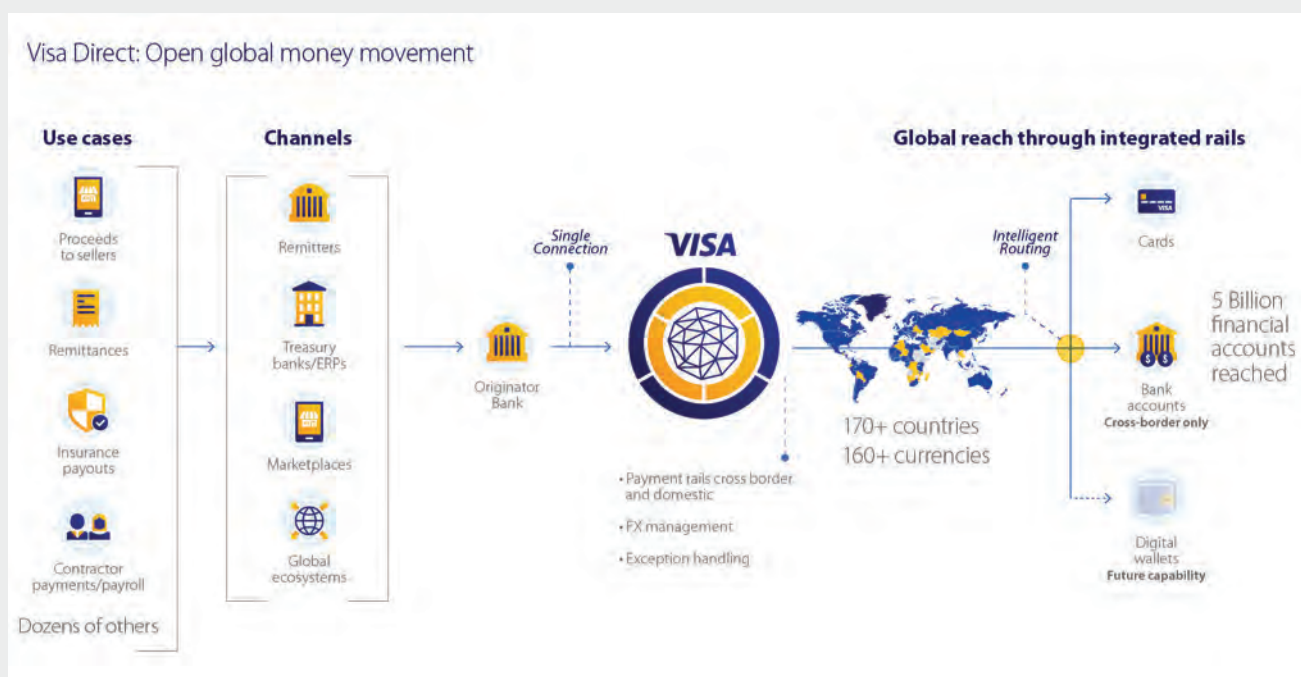 Visa Direct: Open global money movement
Use cases
Proceeds
to sellers
Remittances
Insurance
payouts
Contractor
payments/payroll
Dozens of others
Channels
Remitters
Treasury
banks/ERPs
Marketplaces
Global
ecosystems
Originator
Bank
Single
Connection
VISA
• Payment rails cross border
and domestic
• FX management
• Exception handling
170+ countries
160+ currencies
Intelligent
Routing
Global reach through integrated rails
VISA
Cards
$ $
Bank
accounts
Cross-border only
Digital
wallets
Future capability
5 Billion
financial
accounts
reached